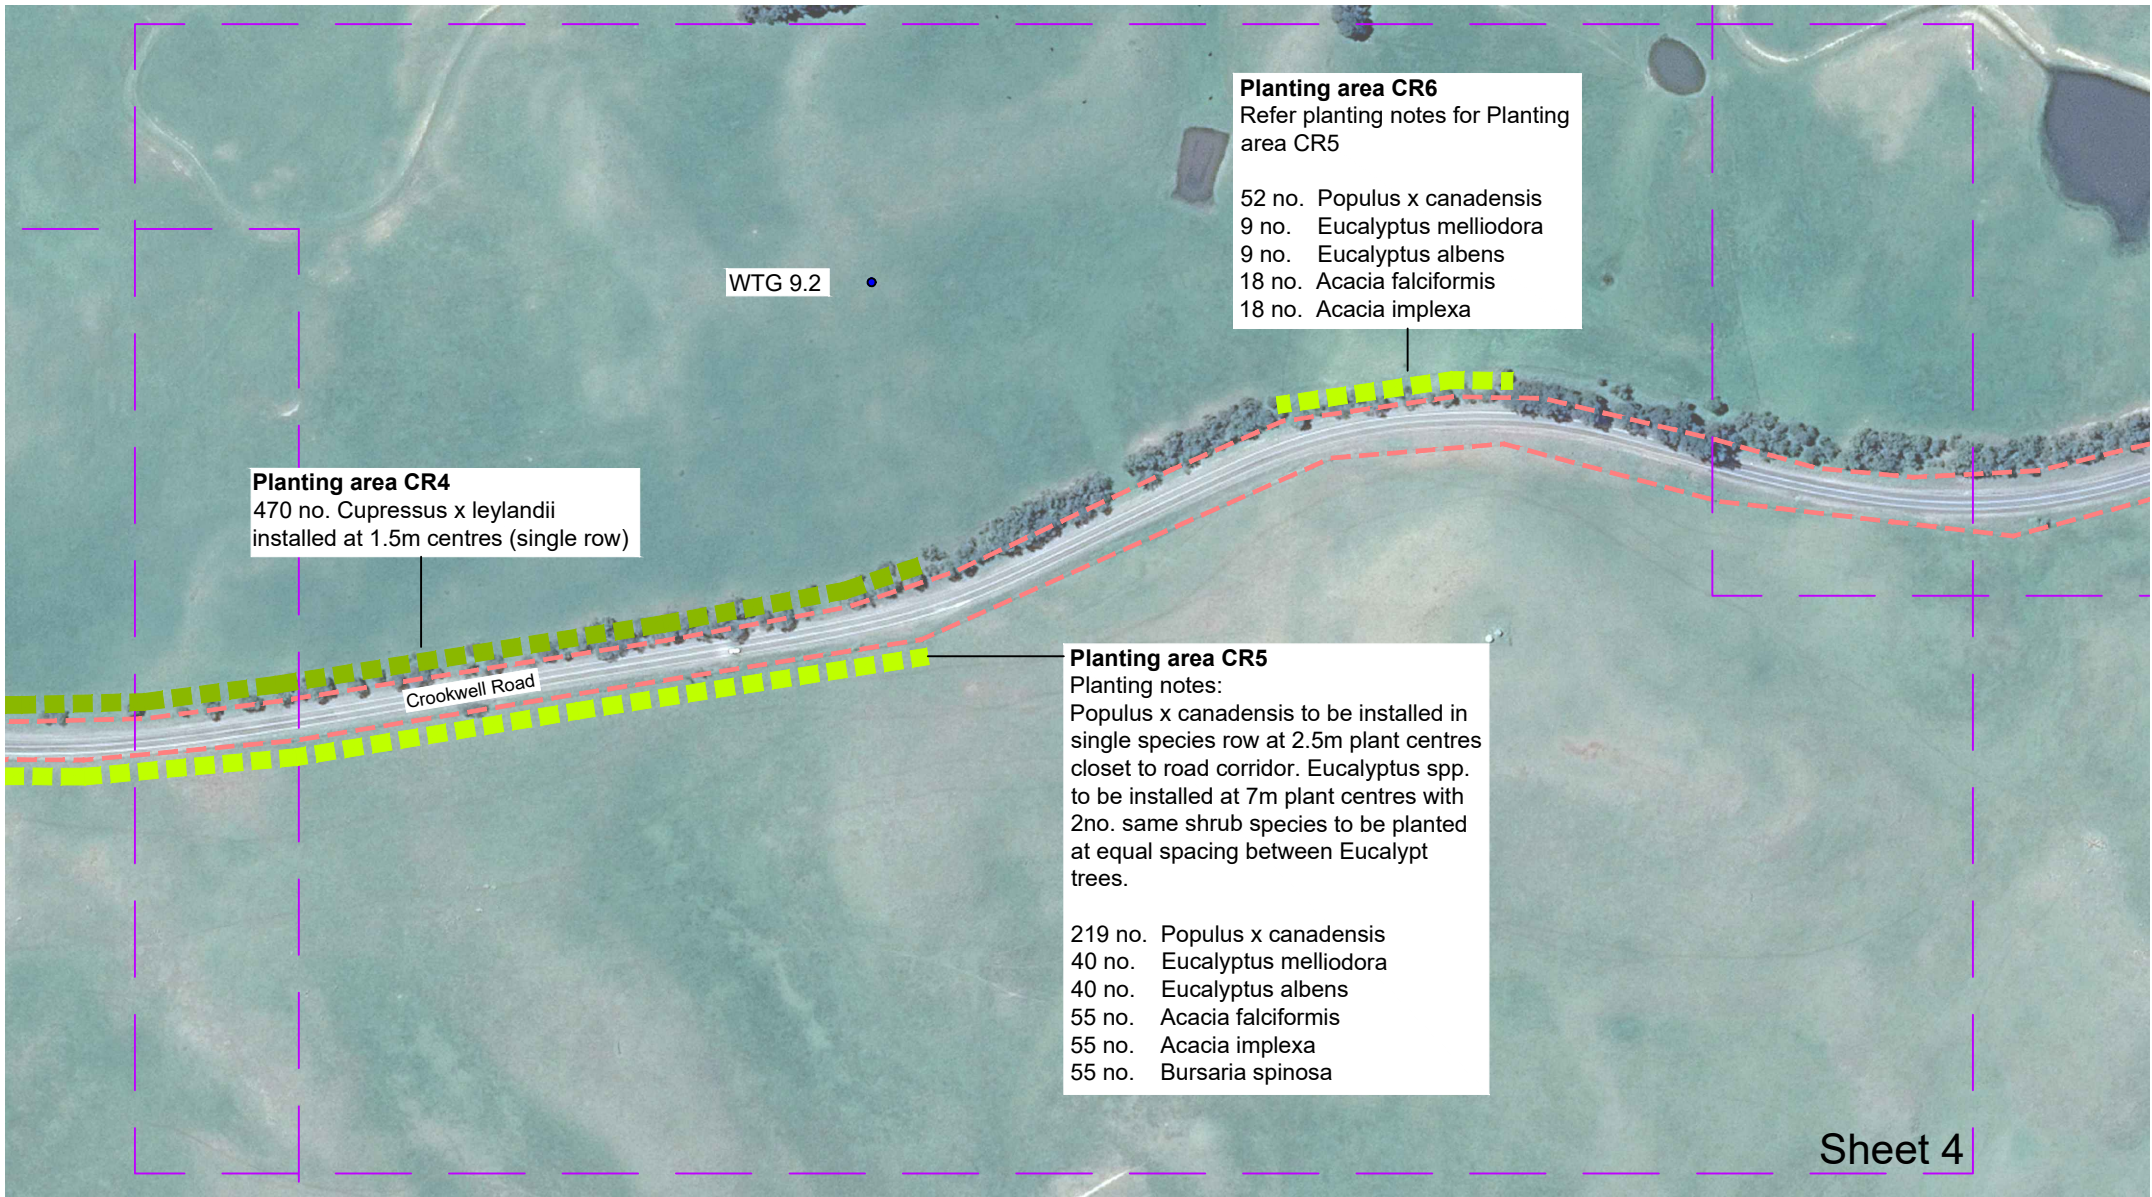 Planting area CR6
Refer planting notes for Planting
area CR5
52 no. Populus x canadensis
9 no. Eucalyptus melliodora
9 no. Eucalyptus albens
18 no. Acacia falciformis
18 no. Acacia implexa
WTG 9.2
Planting area CR4
470 no. Cupressus x leylandii
installed at 1.5m centres (single row)
Crookwell Road
Planting area CR5
Planting notes:
Populus x canadensis to be installed in
single species row at 2.5m plant centres
closet to road corridor. Eucalyptus spp.
to be installed at 7m plant centres with
2no. same shrub species to be planted
at equal spacing between Eucalypt
trees.
219 no. Populus x canadensis
40 no. Eucalyptus melliodora
40 no. Eucalyptus albens
55 no. Acacia falciformis
55 no. Acacia implexa
55 no. Bursaria spinosa
Sheet 4